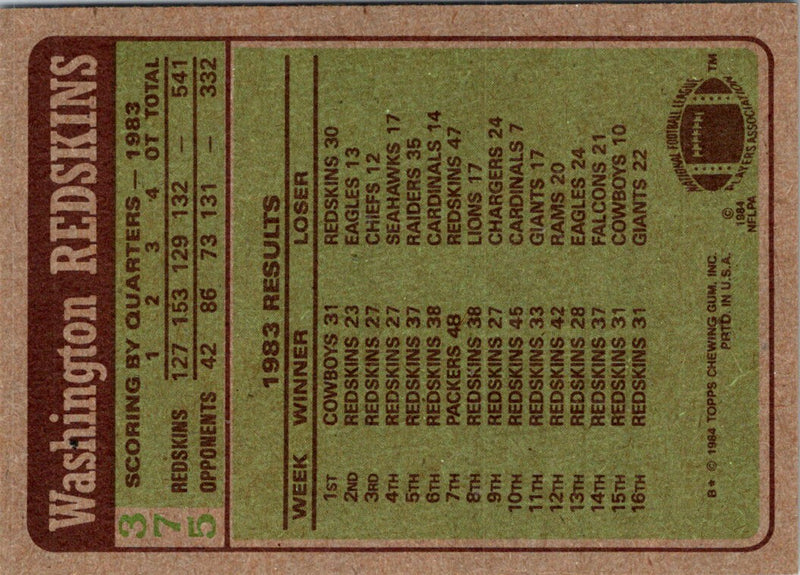 Washington REDSKINS
375
SCORING BY QUARTERS — 1983
1 2 3 4 OT TOTAL
REDSKINS 127 153 129 132 — 541
OPPONENTS 42 86 73 131 — 332
1983 RESULTS
WEEK WINNER LOSER
1ST COWBOYS 31 REDSKINS 30
2ND REDSKINS 23 EAGLES 13
3RD REDSKINS 27 CHIEFS 12
4TH REDSKINS 27 SEAHAWKS 17
5TH REDSKINS 37 RAIDERS 35
6TH REDSKINS 38 CARDINALS 14
7TH PACKERS 48 REDSKINS 47
8TH REDSKINS 38 LIONS 17
9TH REDSKINS 27 CHARGERS 24
10TH REDSKINS 45 CARDINALS 7
11TH REDSKINS 33 GIANTS 17
12TH REDSKINS 42 RAMS 20
13TH REDSKINS 28 EAGLES 24
14TH REDSKINS 37 FALCONS 21
15TH REDSKINS 31 COWBOYS 10
16TH REDSKINS 31 GIANTS 22
NATIONAL FOOTBALL LEAGUE
PLAYERS ASSOCIATION
TM
NFLPA
© 1984
NFLPA
B* © 1984 TOPPS CHEWING GUM, INC.
PRTD. IN U.S.A.